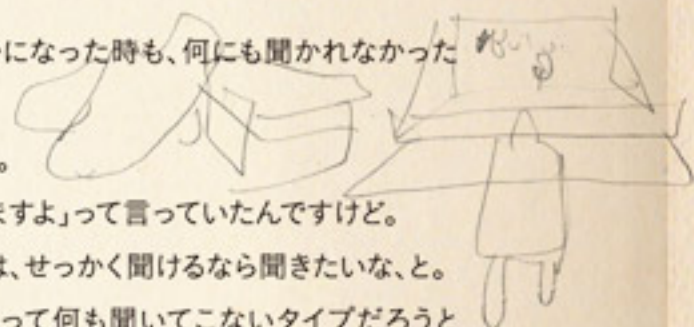 になった時も、何にも聞かれなかった
。
ますよ」って言っていたんですけど。
は、せっかく聞けるなら聞きたいな、と。
って何も聞いてこないタイプだろうと